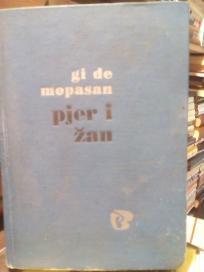 gi de
mopasan
pjer i
žan